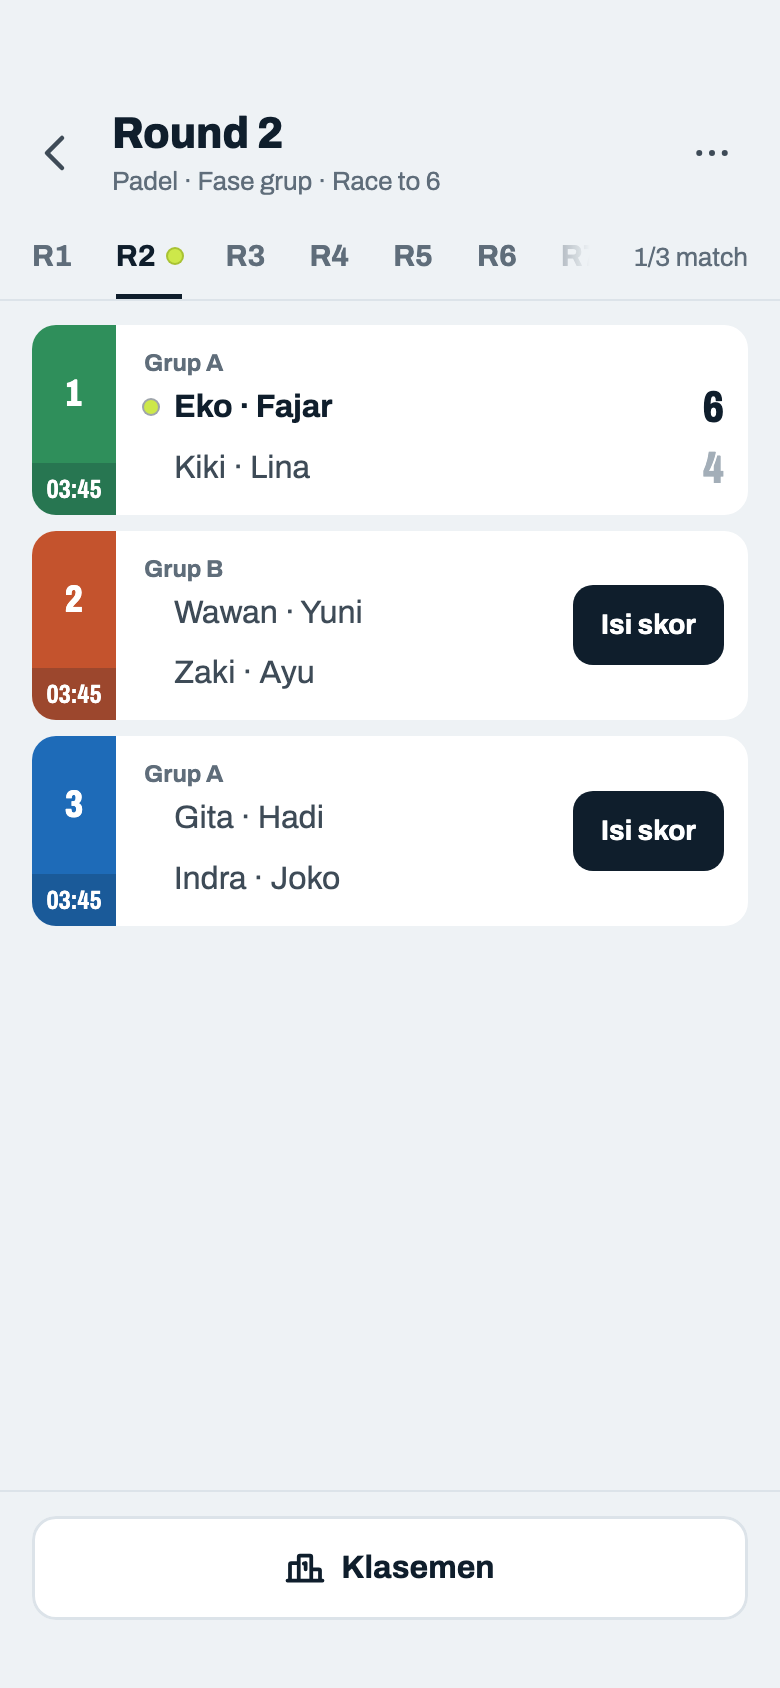 Round 2
Padel · Fase grup · Race to 6
R1 R2 R3 R4 R5 R6 1/3 match
1
03:45
Grup A
Eko · Fajar 6
Kiki · Lina 4
2
03:45
Grup B
Wawan · Yuni
Zaki · Ayu
Isi skor
3
03:45
Grup A
Gita · Hadi
Indra · Joko
Isi skor
Klasemen